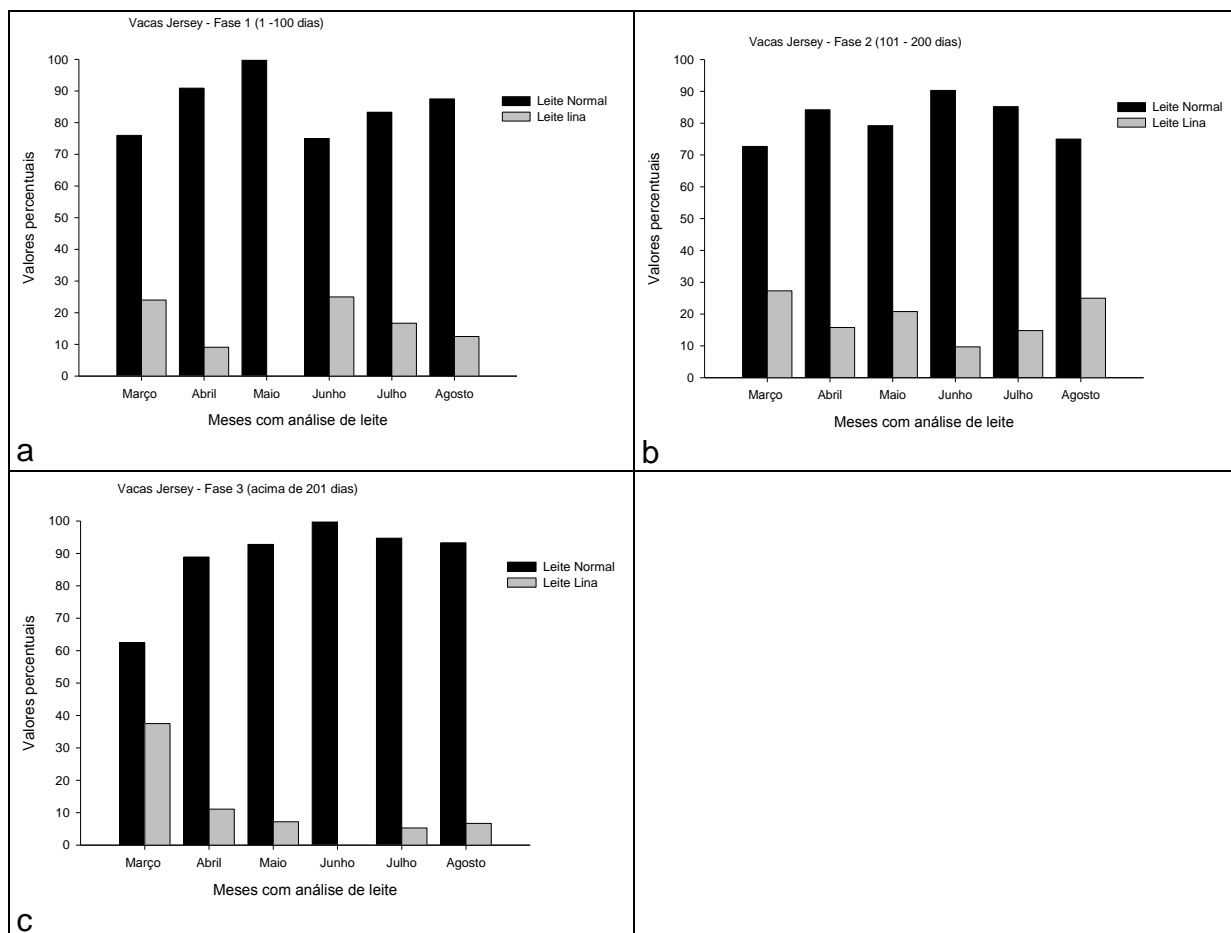 Vacas Jersey - Fase 1 (1 -100 dias)
100
90
80
70
60
50
40
30
20
10
0
Valores percentuais
Leite Normal
Leite lina
Março Abril Maio Junho Julho Agosto
Meses com análise de leite
a
Vacas Jersey - Fase 2 (101 - 200 dias)
100
90
80
70
60
50
40
30
20
10
0
Valores percentuais
Leite Normal
Leite Lina
Março Abril Maio Junho Julho Agosto
Meses com análise de leite
b
Vacas Jersey - Fase 3 (acima de 201 dias)
100
90
80
70
60
50
40
30
20
10
0
Valores percentuais
Leite Normal
Leite Lina
Março Abril Maio Junho Julho Agosto
Meses com análise de leite
c